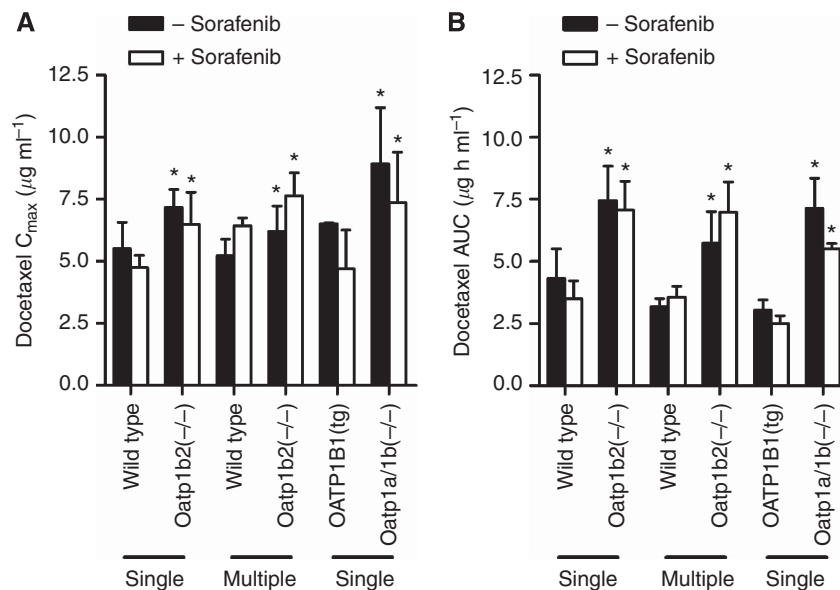 A
– Sorafenib
+ Sorafenib
Docetaxel Cmax (μg ml–1)
12.5
10.0
7.5
5.0
2.5
0.0
* * * * * *
Wild type
Oatp1b2(–/–)
Wild type
Oatp1b2(–/–)
OATP1B1(tg)
Oatp1a/1b(–/–)
Single
Multiple
Single
B
– Sorafenib
+ Sorafenib
Docetaxel AUC (μg h ml–1)
12.5
10.0
7.5
5.0
2.5
0.0
* * * * * *
Wild type
Oatp1b2(–/–)
Wild type
Oatp1b2(–/–)
OATP1B1(tg)
Oatp1a/1b(–/–)
Single
Multiple
Single